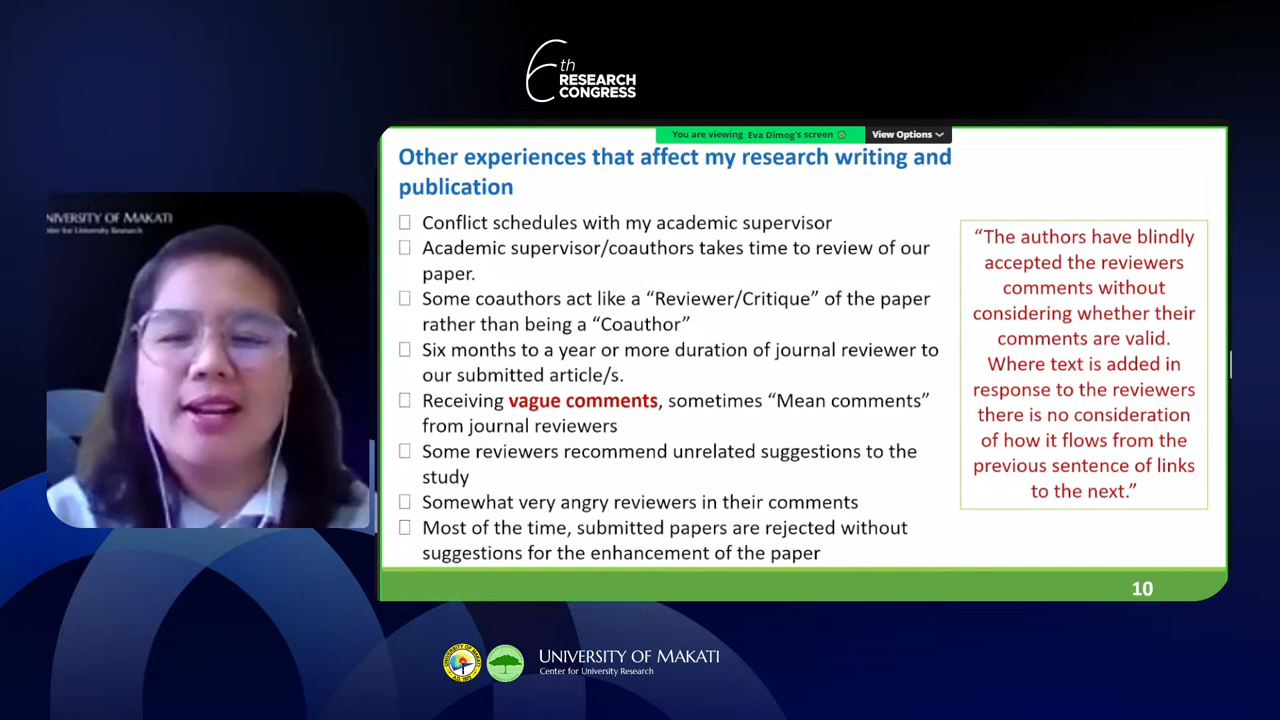 6th
RESEARCH
CONGRESS
You are viewing Eva Dimog's screen
View Options
Other experiences that affect my research writing and
publication
Conflict schedules with my academic supervisor
Academic supervisor/coauthors takes time to review of our
paper.
Some coauthors act like a “Reviewer/Critique” of the paper
rather than being a “Coauthor”
Six months to a year or more duration of journal reviewer to
our submitted article/s.
Receiving vague comments, sometimes “Mean comments”
from journal reviewers
Some reviewers recommend unrelated suggestions to the
study
Somewhat very angry reviewers in their comments
Most of the time, submitted papers are rejected without
suggestions for the enhancement of the paper
“The authors have blindly
accepted the reviewers
comments without
considering whether their
comments are valid.
Where text is added in
response to the reviewers
there is no consideration
of how it flows from the
previous sentence of links
to the next.”
10
NIVERSITY OF MAKATI
nter for University Research
UNIVERSITY OF MAKATI
Center for University Research